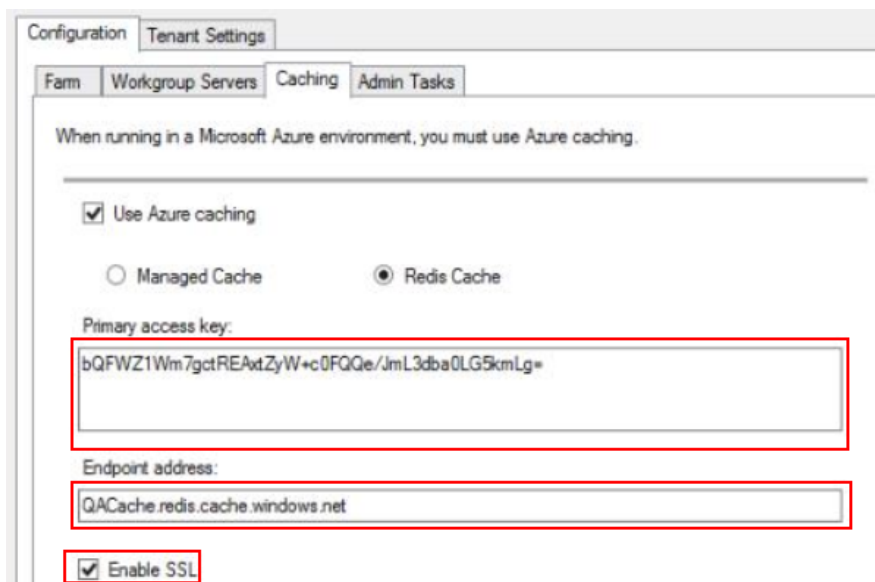 Configuration Tenant Settings
Farm Workgroup Servers Caching Admin Tasks
When running in a Microsoft Azure environment, you must use Azure caching.
Use Azure caching
Managed Cache Redis Cache
Primary access key:
bQFWZ1Wm7gctREAxtZyW+c0FQQe/JmL3dba0LG5kmLg=
Endpoint address:
QACache.redis.cache.windows.net
Enable SSL